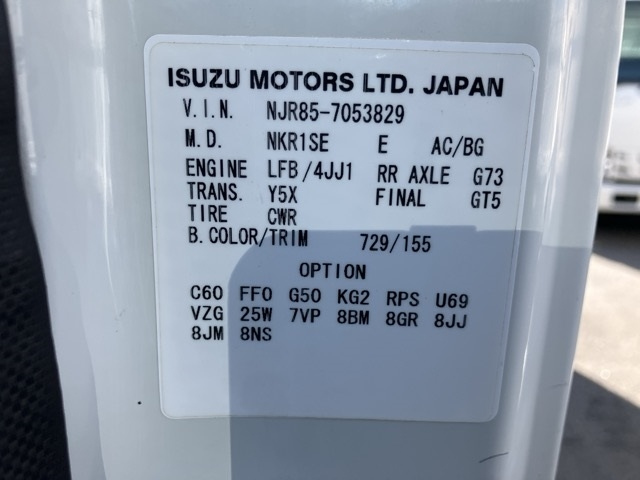 ISUZU MOTORS LTD. JAPAN
V.I.N. NJR85-7053829
M.D. NKR1SE E AC/BG
ENGINE LFB/4JJ1 RR AXLE G73
TRANS. Y5X FINAL GT5
TIRE CWR
B.COLOR/TRIM 729/155
OPTION
C60 FF0 G50 KG2 RPS U69
VZG 25W 7VP 8BM 8GR 8JJ
8JM 8NS